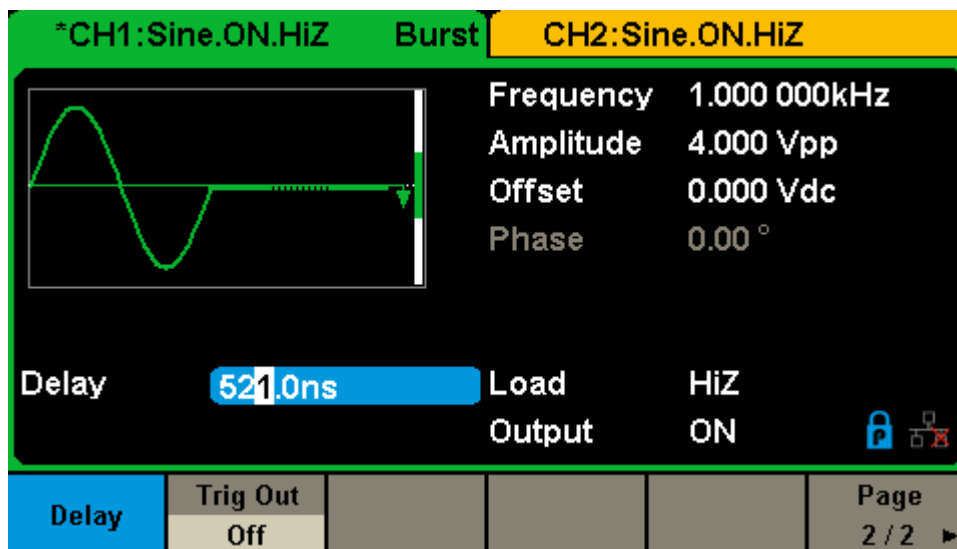 *CH1:Sine.ON.HiZ Burst CH2:Sine.ON.HiZ
Frequency 1.000 000kHz
Amplitude 4.000 Vpp
Offset 0.000 Vdc
Phase 0.00 °
Delay 521.0ns Load HiZ
Output ON P
Delay Trig Out Off Page 2 / 2